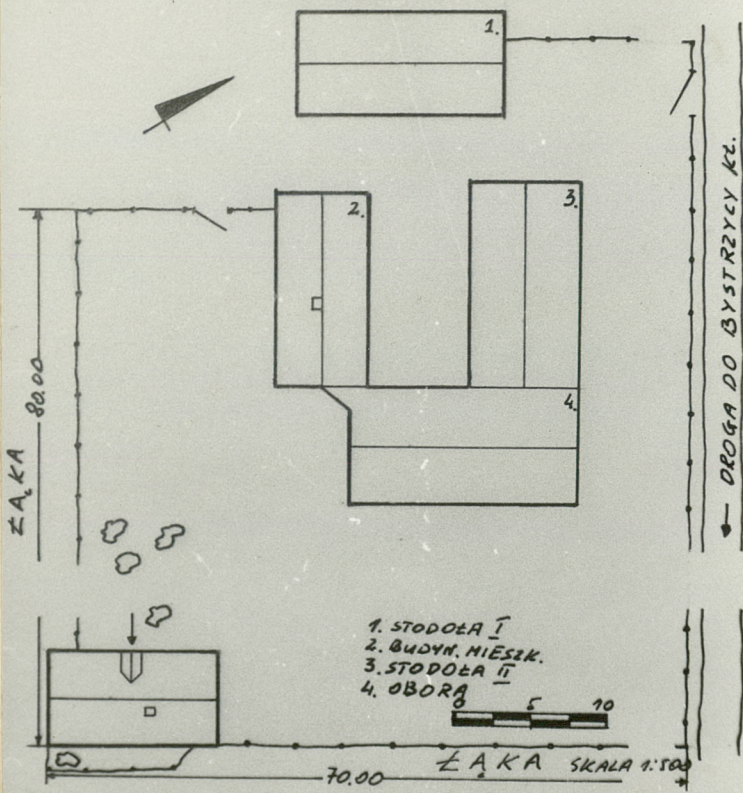 1.
2.
3.
4.
DROGA DO BYSTRZYCY KŁ.
80.00
ŁĄKA
1. STODOŁA I
2. BUDYN. MIESZK.
3. STODOŁA II
4. OBORA
0 5 10
ŁĄKA SKALA 1:500
70.00